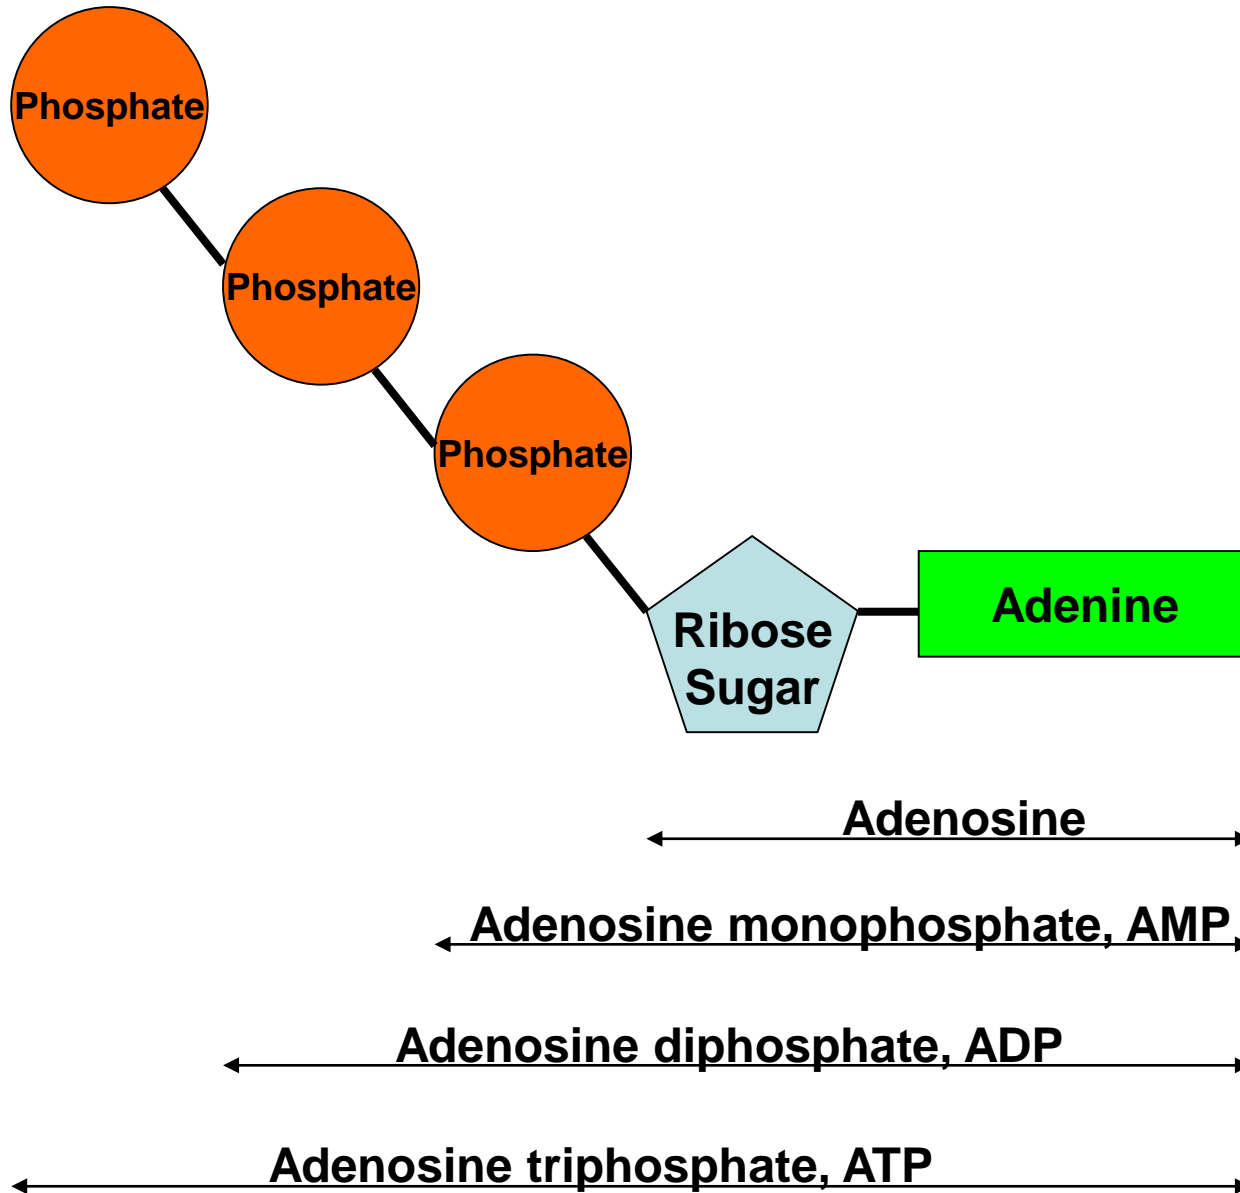 Phosphate
Phosphate
Phosphate
Ribose
Sugar
Adenine
Adenosine
Adenosine monophosphate, AMP
Adenosine diphosphate, ADP
Adenosine triphosphate, ATP